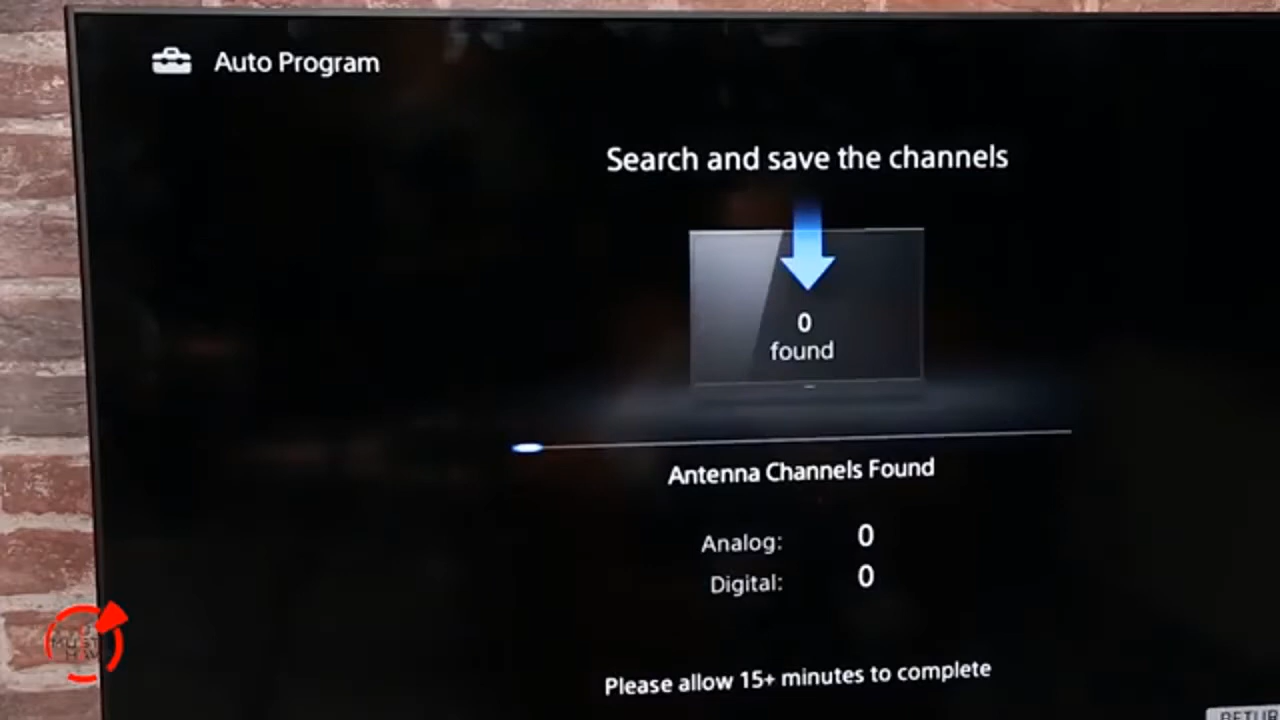 Auto Program
Search and save the channels
0
found
Antenna Channels Found
Analog: 0
Digital: 0
Please allow 15+ minutes to complete